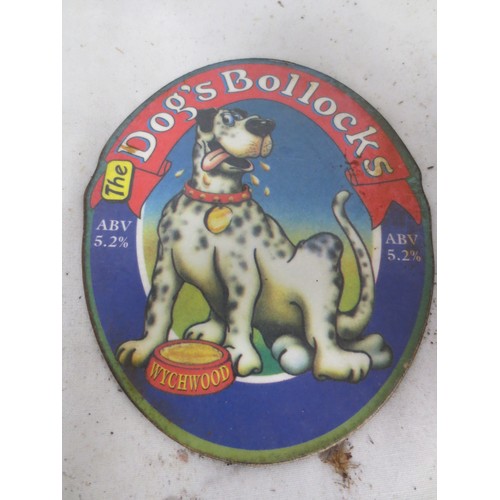 The Dog's Bollocks
ABV
5.2%
ABV
5.2%
WYCHWOOD